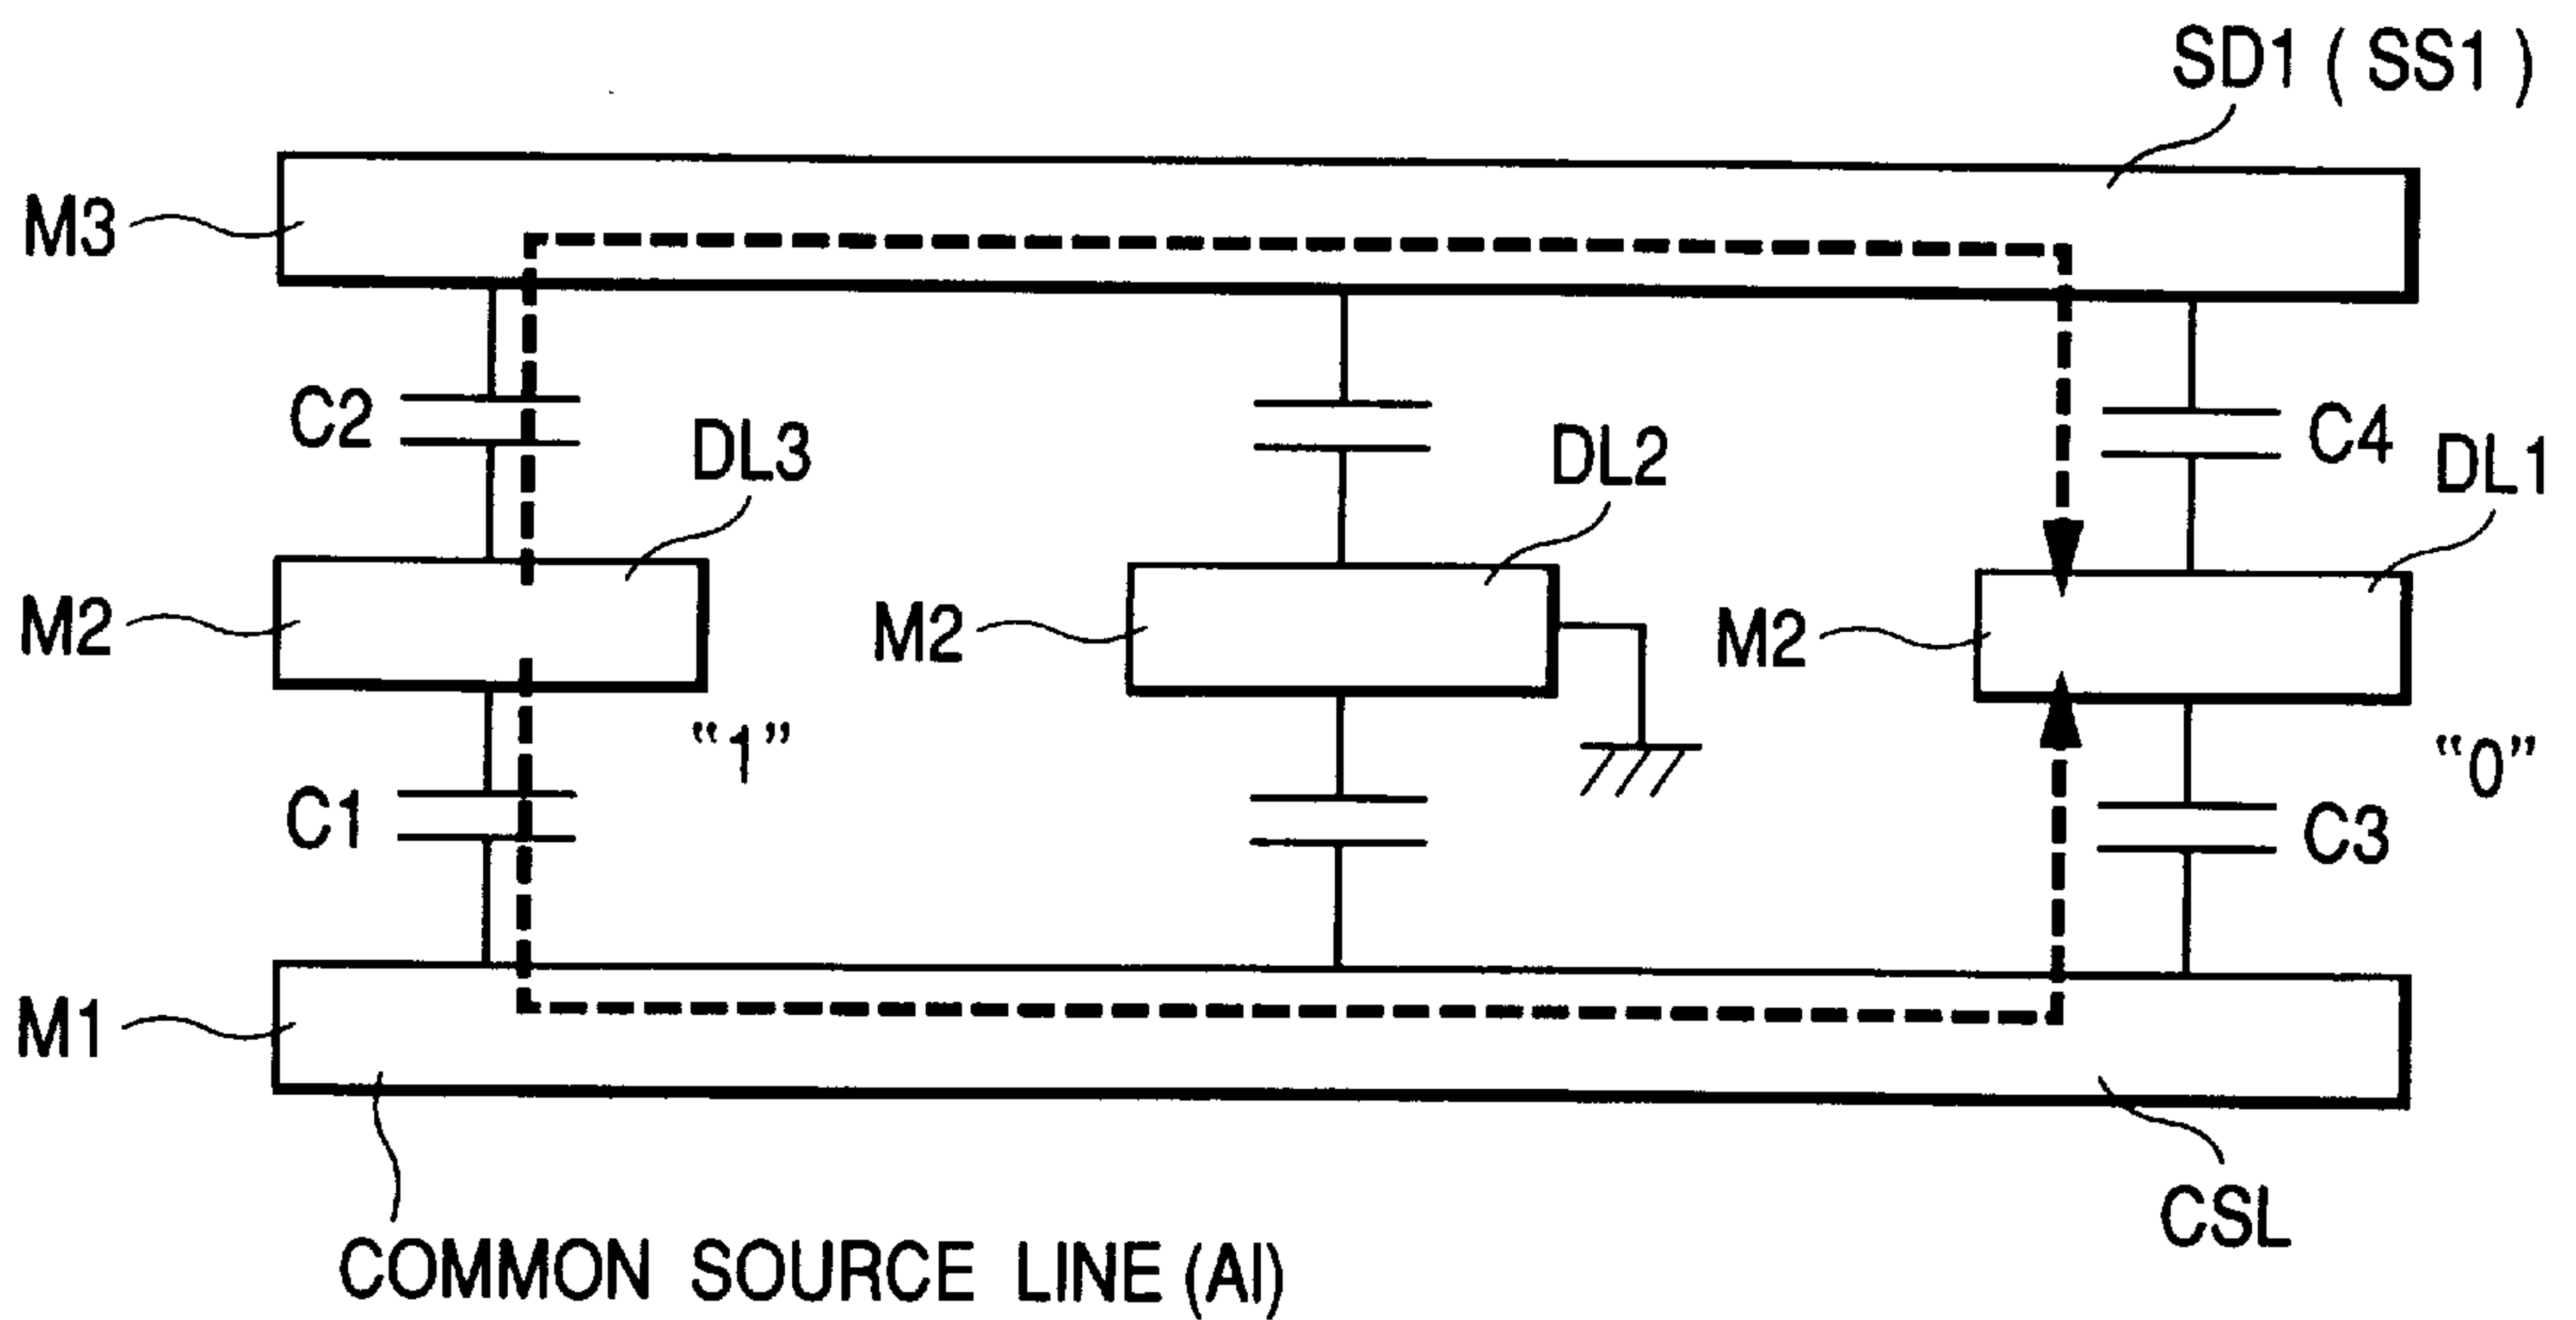 SD1 ( SS1 )
M3
C2
DL3
DL2
C4
DL1
M2
M2
M2
“1”
“0”
C1
C3
M1
CSL
COMMON SOURCE LINE (Al)